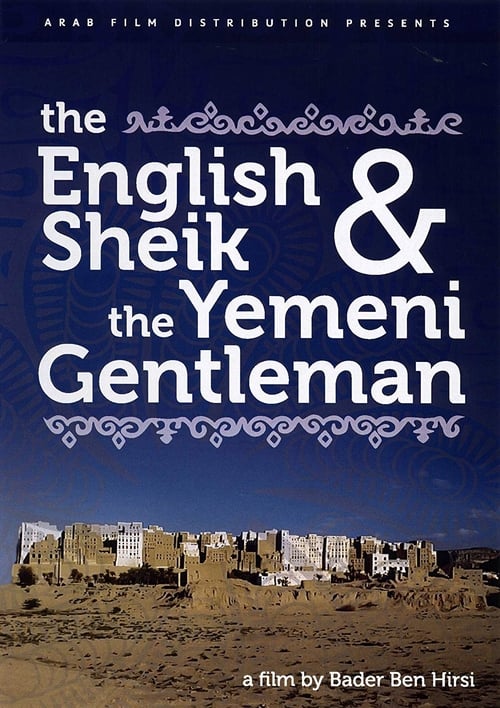 ARAB FILM DISTRIBUTION PRESENTS
the
English
Sheik &
the Yemeni
Gentleman
a film by Bader Ben Hirsi